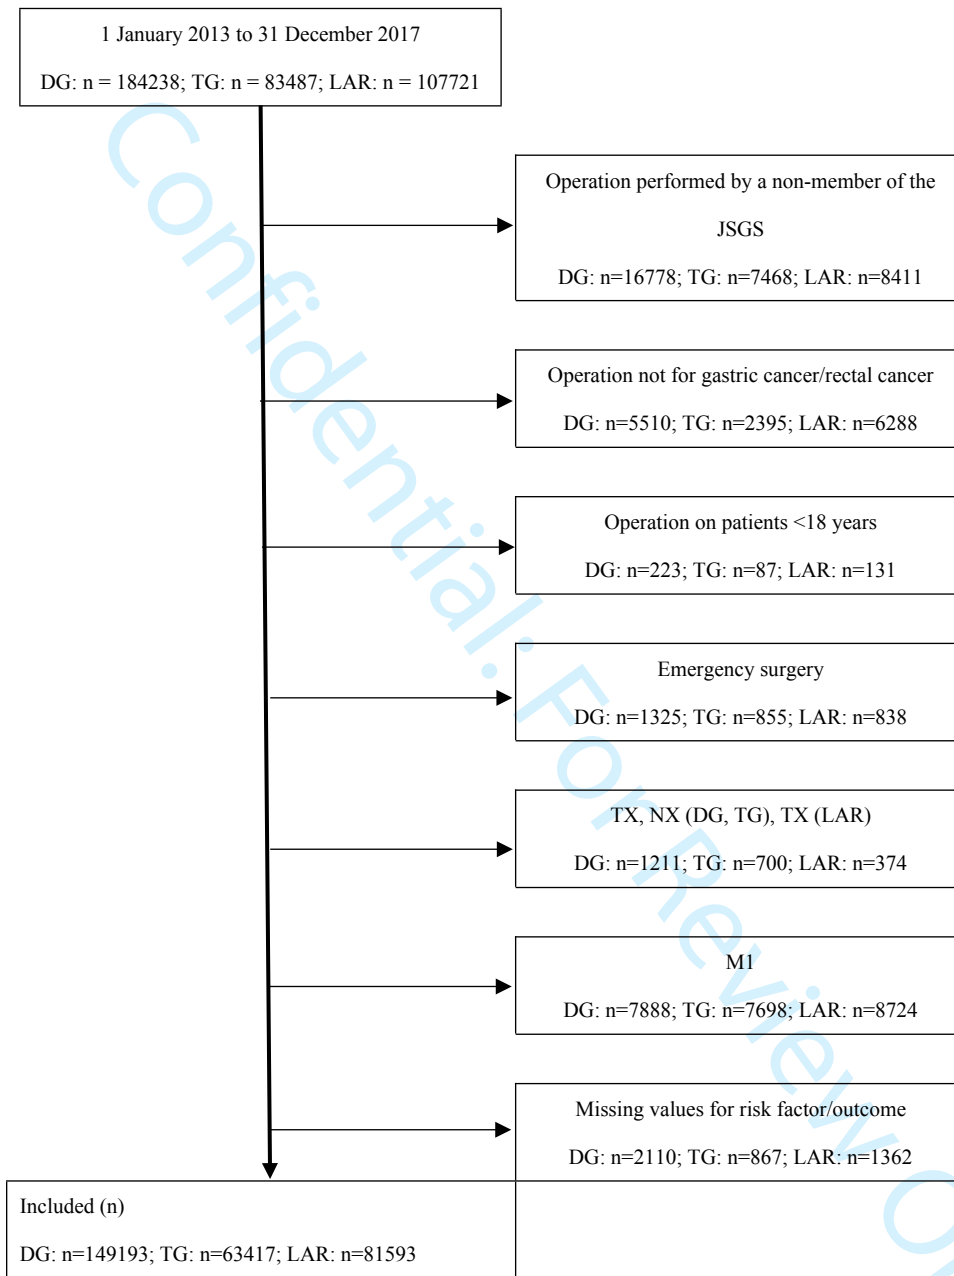 1 January 2013 to 31 December 2017
DG: n = 184238; TG: n = 83487; LAR: n = 107721
Operation performed by a non-member of the
JSGS
DG: n=16778; TG: n=7468; LAR: n=8411
Operation not for gastric cancer/rectal cancer
DG: n=5510; TG: n=2395; LAR: n=6288
Operation on patients <18 years
DG: n=223; TG: n=87; LAR: n=131
Emergency surgery
DG: n=1325; TG: n=855; LAR: n=838
TX, NX (DG, TG), TX (LAR)
DG: n=1211; TG: n=700; LAR: n=374
M1
DG: n=7888; TG: n=7698; LAR: n=8724
Missing values for risk factor/outcome
DG: n=2110; TG: n=867; LAR: n=1362
Included (n)
DG: n=149193; TG: n=63417; LAR: n=81593
Confidential: For Review